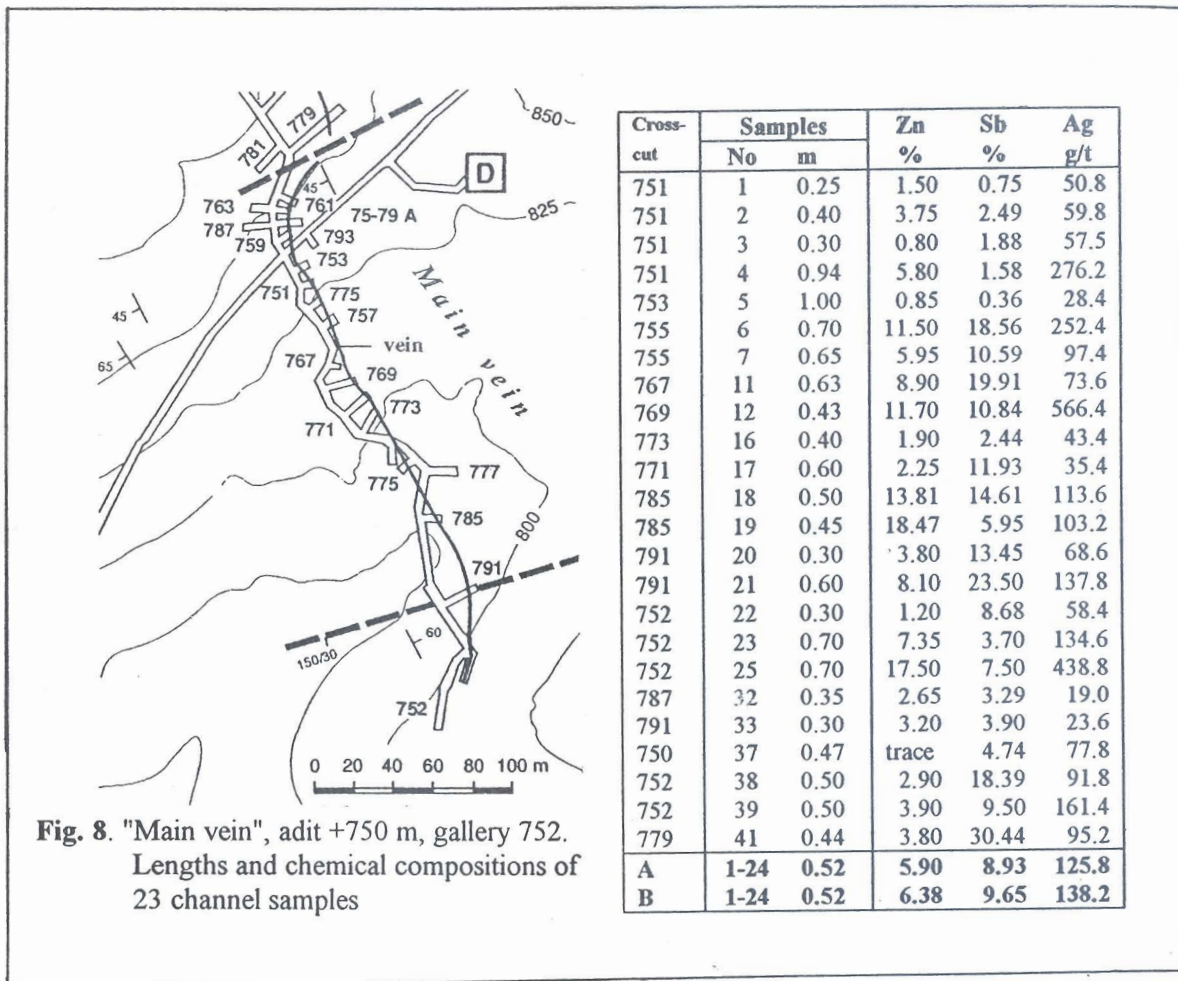 779
850
781
D
45
763
761
75-79 A
825
787
759
793
753
751
775
757
Main vein
45
vein
65
767
769
773
771
775
777
785
800
791
150/30
60
752
0 20 40 60 80 100 m
Fig. 8. "Main vein", adit +750 m, gallery 752.
Lengths and chemical compositions of
23 channel samples
Cross- Samples Zn Sb Ag
cut No m % % g/t
751 1 0.25 1.50 0.75 50.8
751 2 0.40 3.75 2.49 59.8
751 3 0.30 0.80 1.88 57.5
751 4 0.94 5.80 1.58 276.2
753 5 1.00 0.85 0.36 28.4
755 6 0.70 11.50 18.56 252.4
755 7 0.65 5.95 10.59 97.4
767 11 0.63 8.90 19.91 73.6
769 12 0.43 11.70 10.84 566.4
773 16 0.40 1.90 2.44 43.4
771 17 0.60 2.25 11.93 35.4
785 18 0.50 13.81 14.61 113.6
785 19 0.45 18.47 5.95 103.2
791 20 0.30 3.80 13.45 68.6
791 21 0.60 8.10 23.50 137.8
752 22 0.30 1.20 8.68 58.4
752 23 0.70 7.35 3.70 134.6
752 25 0.70 17.50 7.50 438.8
787 32 0.35 2.65 3.29 19.0
791 33 0.30 3.20 3.90 23.6
750 37 0.47 trace 4.74 77.8
752 38 0.50 2.90 18.39 91.8
752 39 0.50 3.90 9.50 161.4
779 41 0.44 3.80 30.44 95.2
A 1-24 0.52 5.90 8.93 125.8
B 1-24 0.52 6.38 9.65 138.2